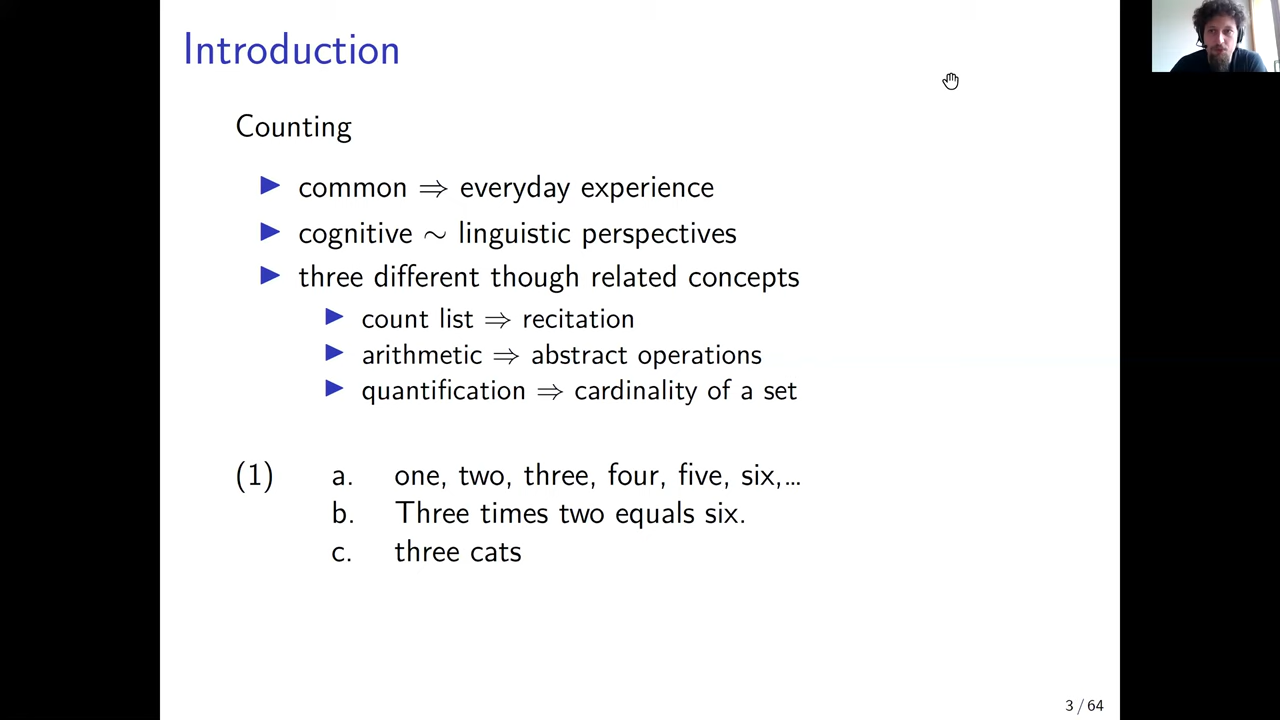 Introduction
Counting
▶ common ⇒ everyday experience
▶ cognitive ∼ linguistic perspectives
▶ three different though related concepts
▶ count list ⇒ recitation
▶ arithmetic ⇒ abstract operations
▶ quantification ⇒ cardinality of a set
(1) a. one, two, three, four, five, six,...
b. Three times two equals six.
c. three cats
3 / 64